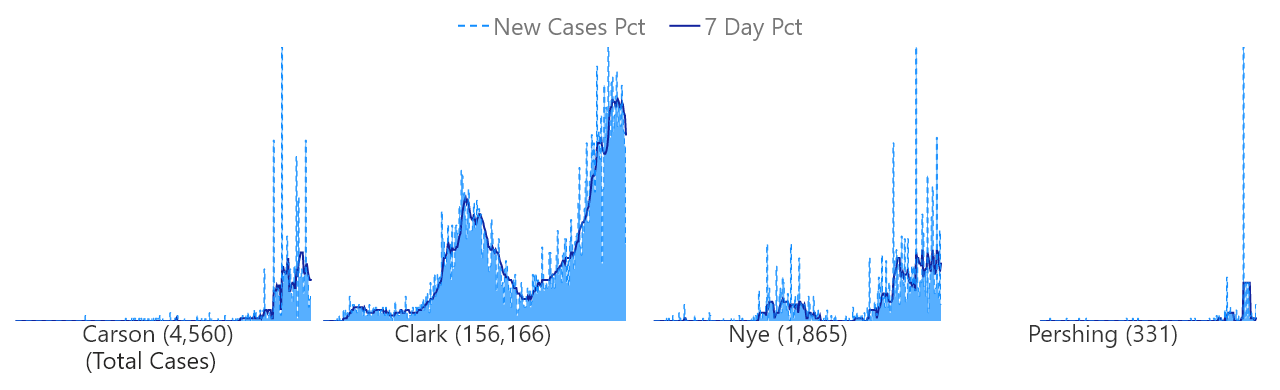 New Cases Pct 7 Day Pct
Carson (4,560) Clark (156,166) Nye (1,865) Pershing (331)
(Total Cases)